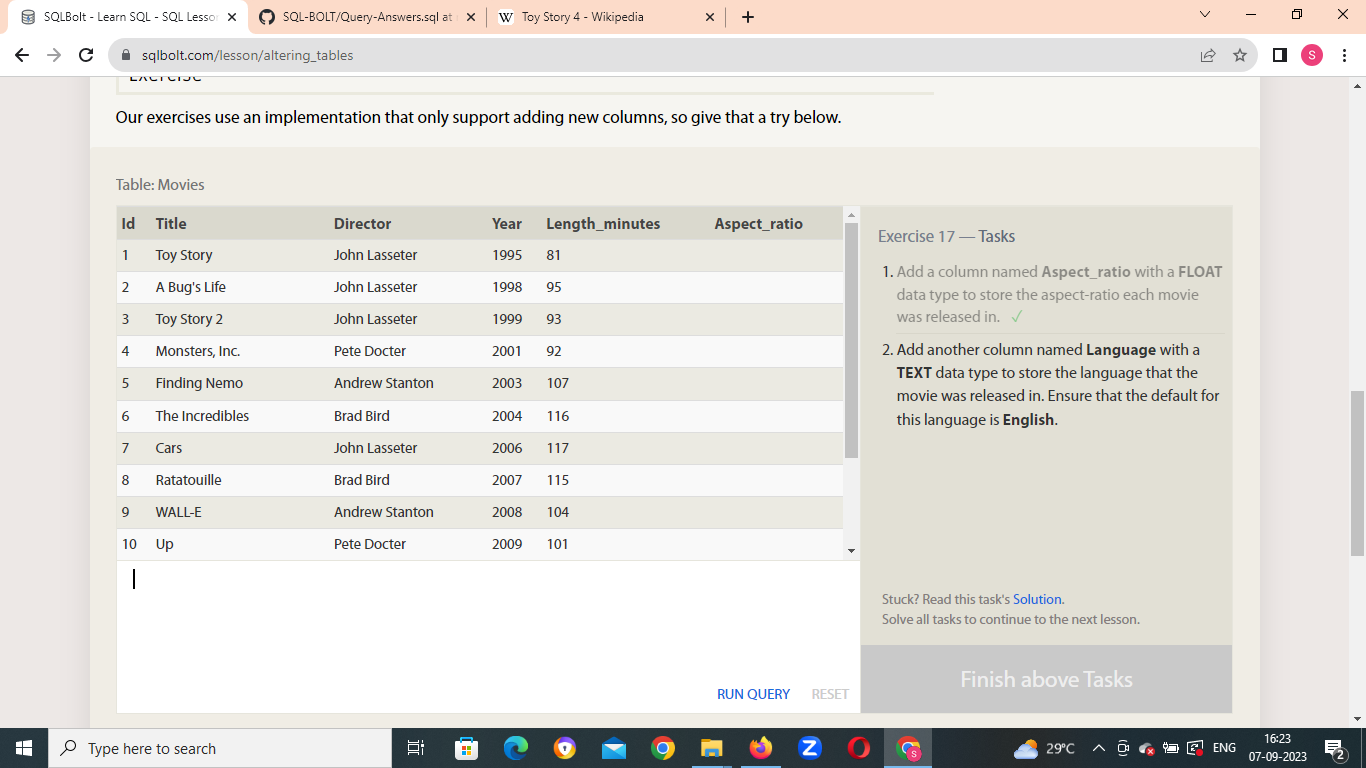 SQLBolt - Learn SQL - SQL Lesson
SQL-BOLT/Query-Answers.sql at
Toy Story 4 - Wikipedia
sqlbolt.com/lesson/altering_tables
S
Exercise
Our exercises use an implementation that only support adding new columns, so give that a try below.
Table: Movies
Id Title Director Year Length_minutes Aspect_ratio
1 Toy Story John Lasseter 1995 81
2 A Bug's Life John Lasseter 1998 95
3 Toy Story 2 John Lasseter 1999 93
4 Monsters, Inc. Pete Docter 2001 92
5 Finding Nemo Andrew Stanton 2003 107
6 The Incredibles Brad Bird 2004 116
7 Cars John Lasseter 2006 117
8 Ratatouille Brad Bird 2007 115
9 WALL-E Andrew Stanton 2008 104
10 Up Pete Docter 2009 101
RUN QUERY RESET
Exercise 17 — Tasks
1. Add a column named Aspect_ratio with a FLOAT
data type to store the aspect-ratio each movie
was released in. ✓
2. Add another column named Language with a
TEXT data type to store the language that the
movie was released in. Ensure that the default for
this language is English.
Stuck? Read this task's Solution.
Solve all tasks to continue to the next lesson.
Finish above Tasks
Type here to search
29°C
ENG
16:23
07-09-2023
2